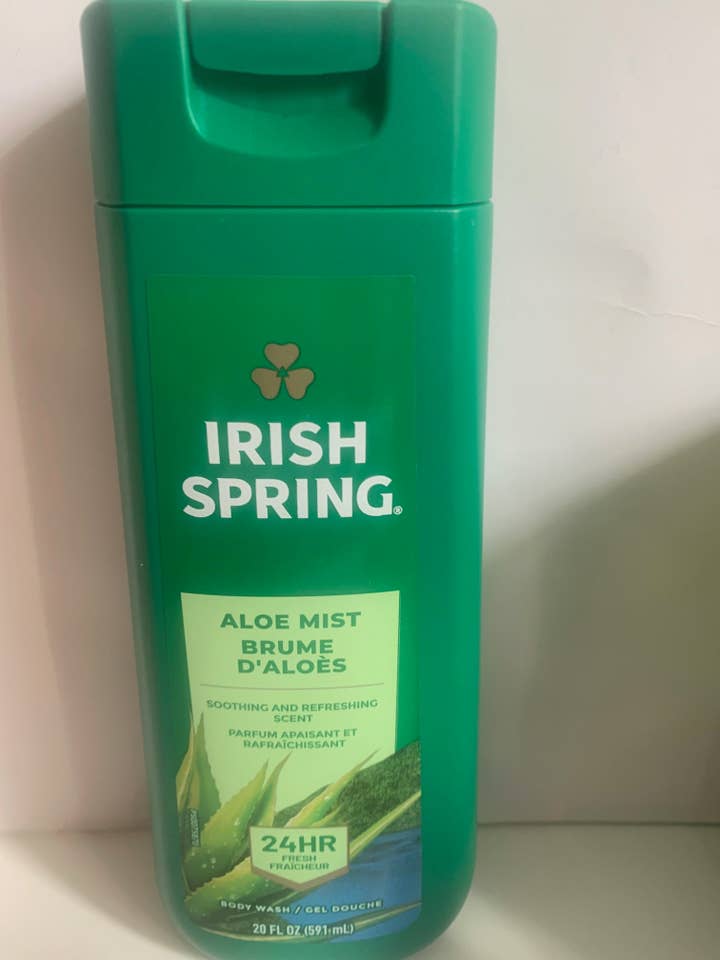 IRISH
SPRING®
ALOE MIST
BRUME
D'ALOÈS
SOOTHING AND REFRESHING
SCENT
PARFUM APAISANT ET
RAFRAÎCHISSANT
24HR
FRESH
FRAÎCHEUR
BODY WASH / GEL DOUCHE
20 FL OZ (591 mL)